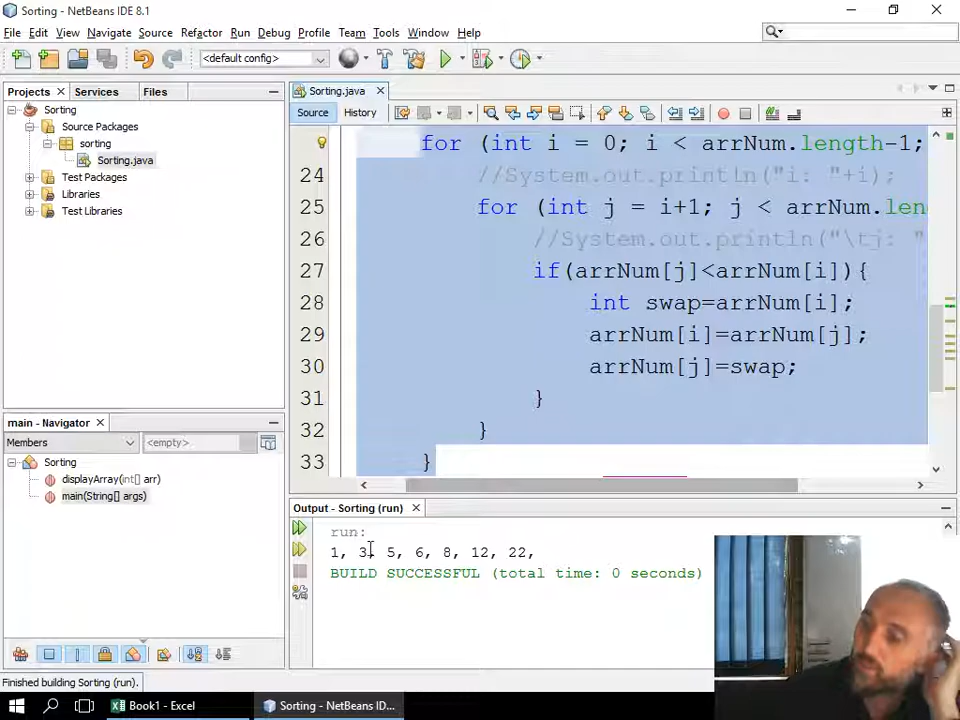 Sorting - NetBeans IDE 8.1
File Edit View Navigate Source Refactor Run Debug Profile Team Tools Window Help
<default config>
Projects Services Files
Sorting.java
Source History
Sorting
Source Packages
sorting
Sorting.java
Test Packages
Libraries
Test Libraries
for (int i = 0; i < arrNum.length-1;
24 //System.out.println("i: "+i);
25 for (int j = i+1; j < arrNum.len
26 //System.out.println("\tj: "
27 if(arrNum[j]<arrNum[i]){
28 int swap=arrNum[i];
29 arrNum[i]=arrNum[j];
30 arrNum[j]=swap;
31 }
32 }
33 }
main - Navigator
Members <empty>
Sorting
displayArray(int[] arr)
main(String[] args)
Output - Sorting (run)
run:
1, 3, 5, 6, 8, 12, 22,
BUILD SUCCESSFUL (total time: 0 seconds)
Finished building Sorting (run).
Book1 - Excel
Sorting - NetBeans ID...